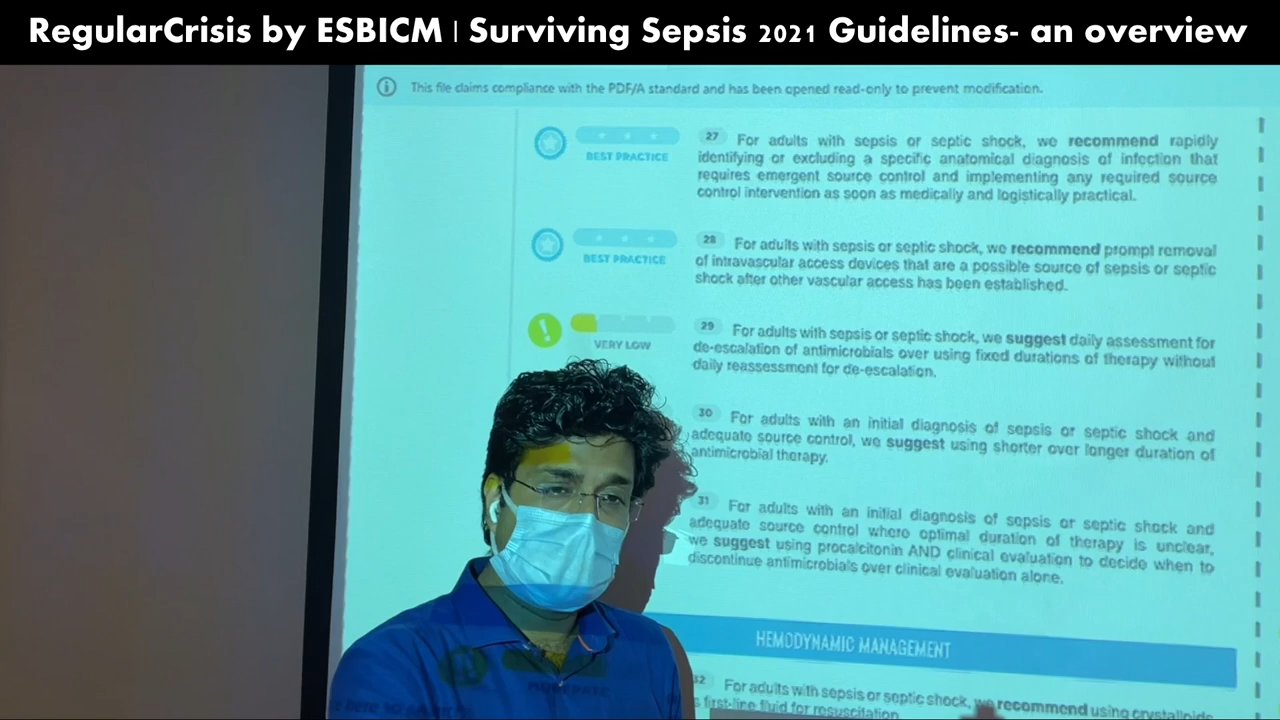 RegularCrisis by ESBICM | Surviving Sepsis 2021 Guidelines- an overview
This file claims compliance with the PDF/A standard and has been opened read-only to prevent modification.
BEST PRACTICE
27 For adults with sepsis or septic shock, we recommend rapidly
identifying or excluding a specific anatomical diagnosis of infection that
requires emergent source control and implementing any required source
control intervention as soon as medically and logistically practical.
BEST PRACTICE
28 For adults with sepsis or septic shock, we recommend prompt removal
of intravascular access devices that are a possible source of sepsis or septic
shock after other vascular access has been established.
VERY LOW
29 For adults with sepsis or septic shock, we suggest daily assessment for
de-escalation of antimicrobials over using fixed durations of therapy without
daily reassessment for de-escalation.
30 For adults with an initial diagnosis of sepsis or septic shock and
adequate source control, we suggest using shorter over longer duration of
antimicrobial therapy.
31 For adults with an initial diagnosis of sepsis or septic shock and
adequate source control where optimal duration of therapy is unclear,
we suggest using procalcitonin AND clinical evaluation to decide when to
discontinue antimicrobials over clinical evaluation alone.
HEMODYNAMIC MANAGEMENT
For adults with sepsis or septic shock, we recommend using crystalloids
first-line fluid for resuscitation.
MODERATE